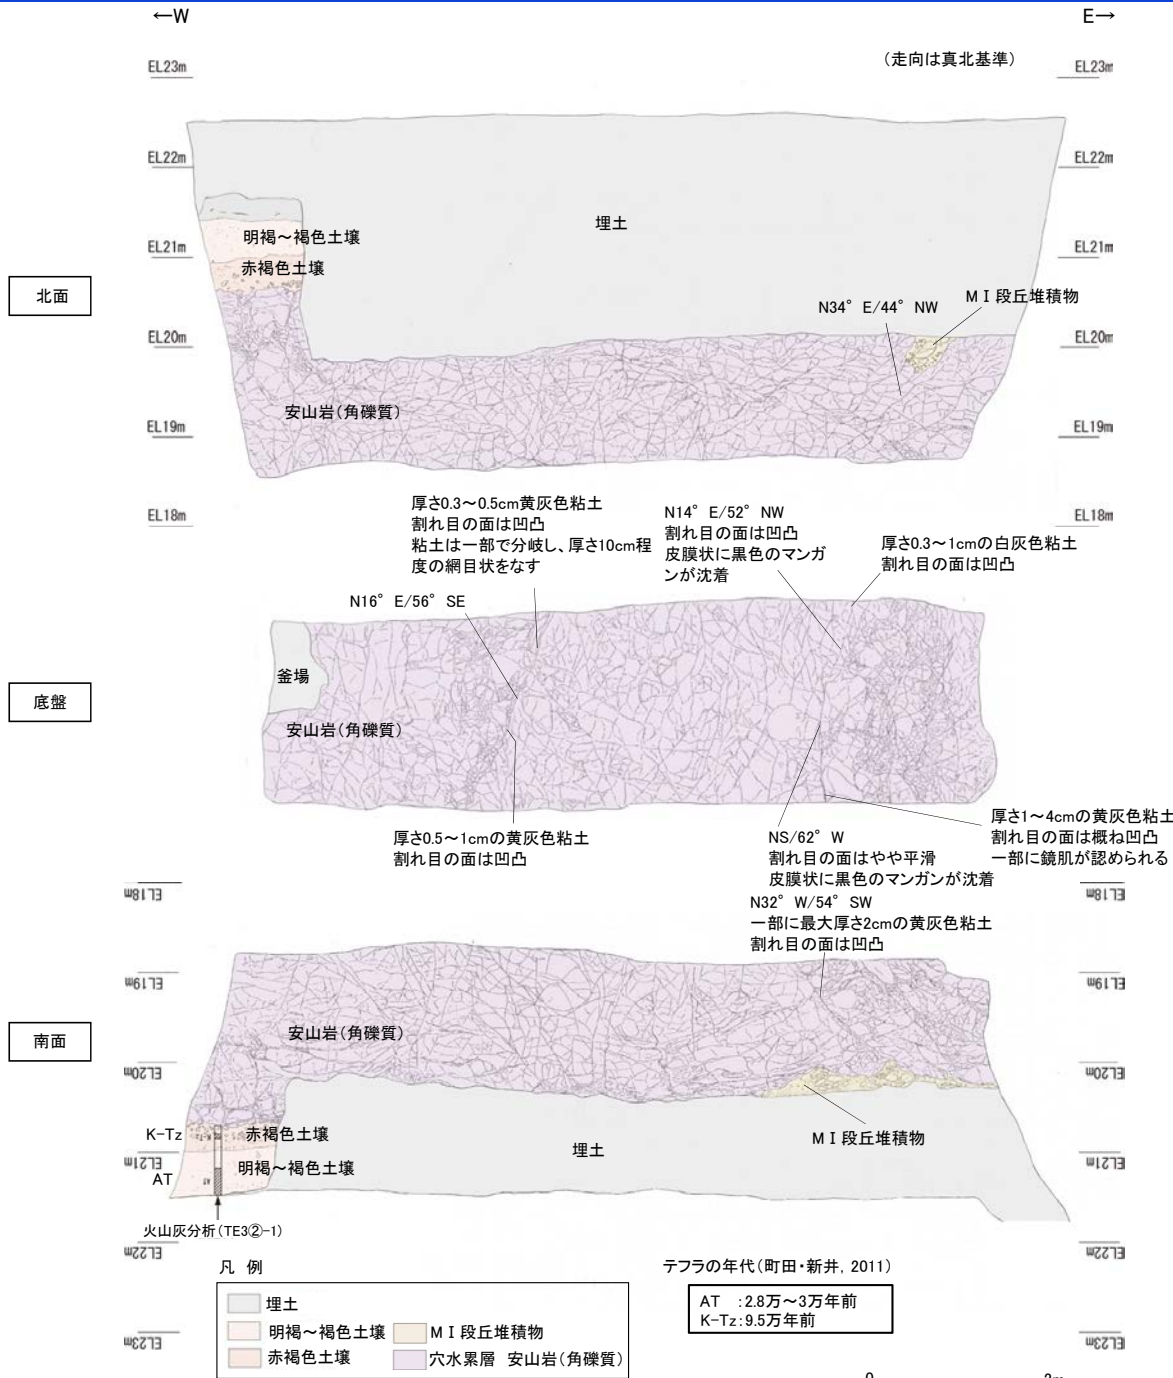 ←W
E→
(走向は真北基準)
EL23m
EL23m
EL22m
EL22m
埋土
明褐～褐色土壌
EL21m
EL21m
赤褐色土壌
北面
MⅠ段丘堆積物
N34°E/44°NW
EL20m
EL20m
安山岩(角礫質)
EL19m
EL19m
EL18m
EL18m
厚さ0.3～0.5cm黄灰色粘土
割れ目の面は凹凸
粘土は一部で分岐し、厚さ10cm程
度の網目状をなす
N14°E/52°NW
割れ目の面は凹凸
皮膜状に黒色のマンガ
ンが沈着
厚さ0.3～1cmの白灰色粘土
割れ目の面は凹凸
N16°E/56°SE
釜場
底盤
安山岩(角礫質)
厚さ0.5～1cmの黄灰色粘土
割れ目の面は凹凸
NS/62°W
割れ目の面はやや平滑
皮膜状に黒色のマンガンが沈着
厚さ1～4cmの黄灰色粘土
割れ目の面は概ね凹凸
一部に鏡肌が認められる
EL18m
EL18m
N32°W/54°SW
一部に最大厚さ2cmの黄灰色粘土
割れ目の面は凹凸
EL19m
EL19m
安山岩(角礫質)
南面
EL20m
EL20m
K-Tz
赤褐色土壌
MⅠ段丘堆積物
埋土
EL21m
EL21m
AT
明褐～褐色土壌
火山灰分析(TE3②-1)
EL22m
EL22m
凡 例
埋土
明褐～褐色土壌
MⅠ段丘堆積物
赤褐色土壌
穴水累層 安山岩(角礫質)
テフラの年代(町田・新井, 2011)
AT :2.8万～3万年前
K-Tz:9.5万年前
EL23m
EL23m